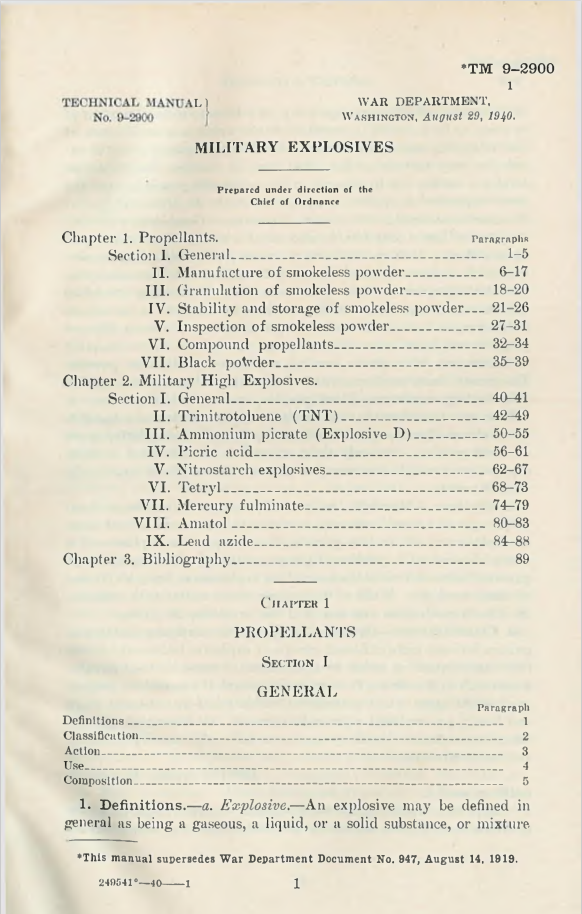 *TM 9–2900
1
TECHNICAL MANUAL }
No. 9–2900
WAR DEPARTMENT,
WASHINGTON, August 29, 1940.
MILITARY EXPLOSIVES
Prepared under direction of the
Chief of Ordnance
Chapter 1. Propellants. Paragraphs
Section I. General 1–5
II. Manufacture of smokeless powder 6–17
III. Granulation of smokeless powder 18–20
IV. Stability and storage of smokeless powder 21–26
V. Inspection of smokeless powder 27–31
VI. Compound propellants 32–34
VII. Black powder 35–39
Chapter 2. Military High Explosives.
Section I. General 40–41
II. Trinitrotoluene (TNT) 42–49
III. Ammonium picrate (Explosive D) 50–55
IV. Picric acid 56–61
V. Nitrostarch explosives 62–67
VI. Tetryl 68–73
VII. Mercury fulminate 74–79
VIII. Amatol 80–83
IX. Lead azide 84–88
Chapter 3. Bibliography 89
CHAPTER 1
PROPELLANTS
SECTION I
GENERAL
Paragraph
Definitions 1
Classification 2
Action 3
Use 4
Composition 5
1. Definitions.—a. Explosive.—An explosive may be defined in
general as being a gaseous, a liquid, or a solid substance, or mixture
*This manual supersedes War Department Document No. 947, August 14, 1919.
249541°—40——1
1